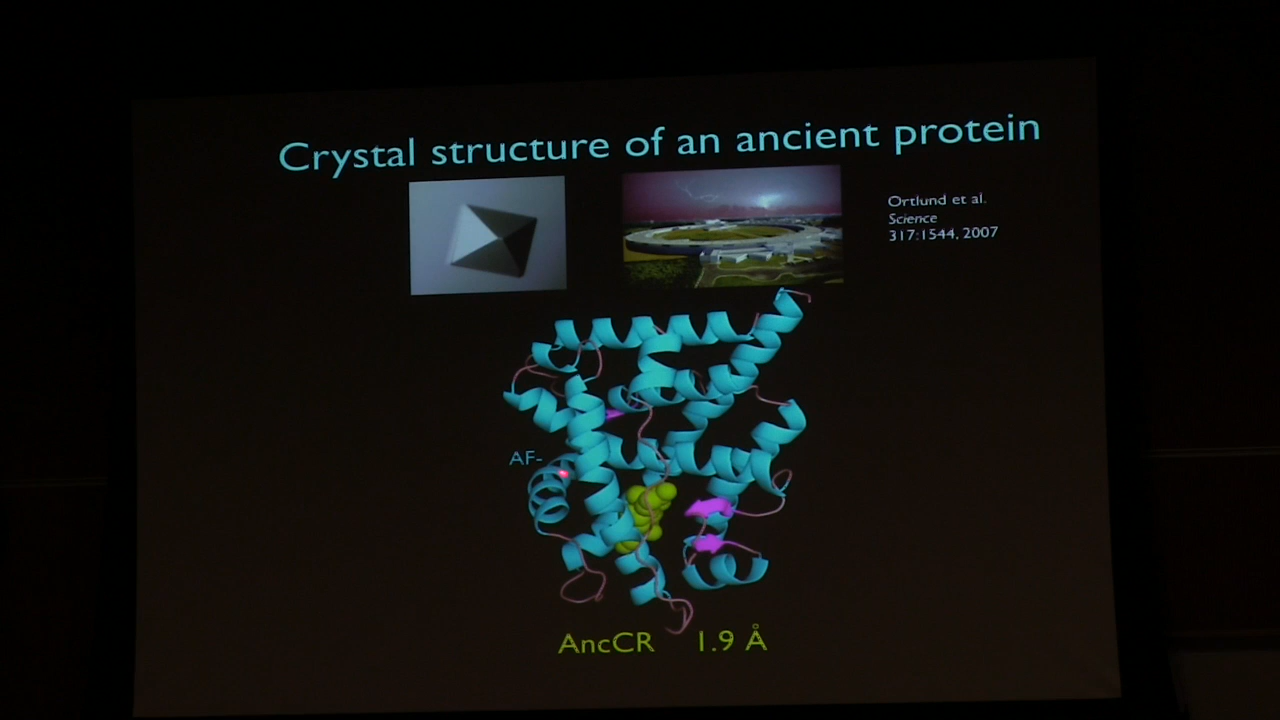 Crystal structure of an ancient protein
Ortlund et al.
Science
317:1544, 2007
AF-
AncCR 1.9 Å